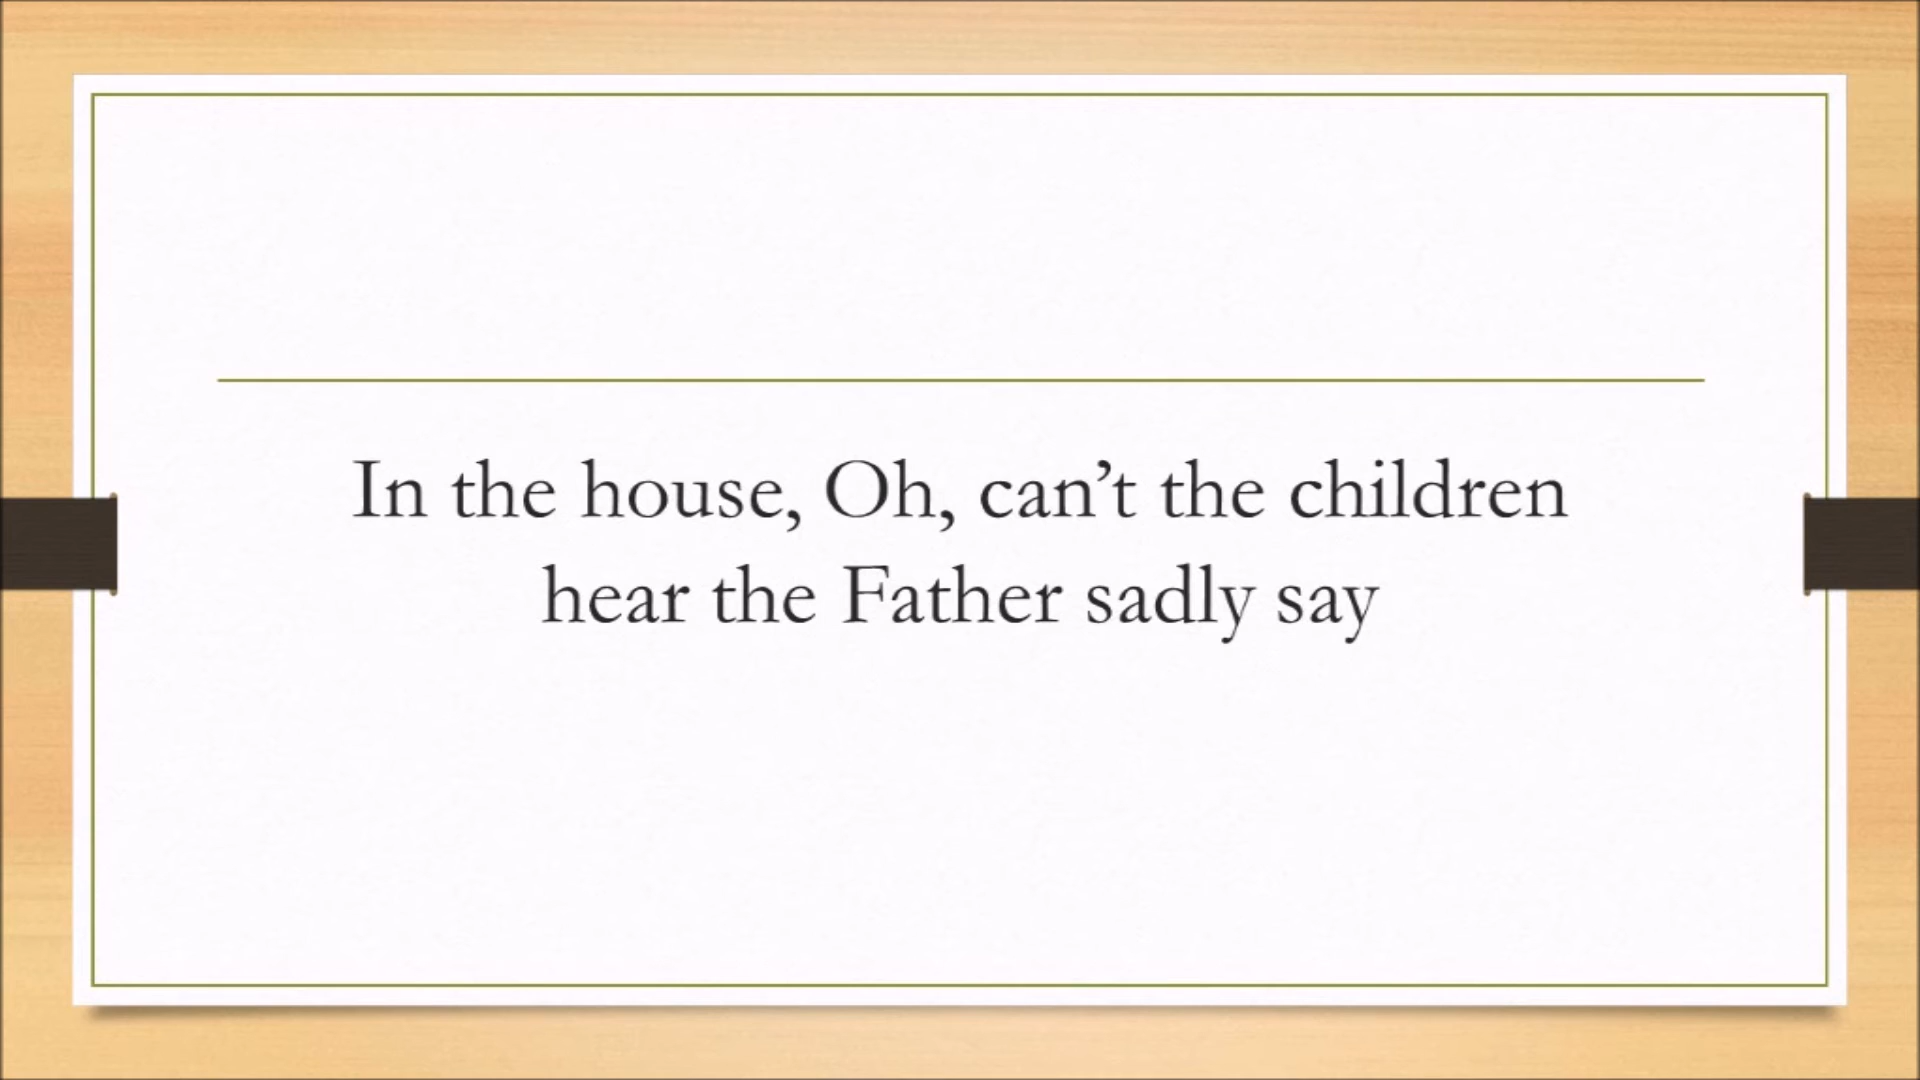 In the house, Oh, can’t the children
hear the Father sadly say